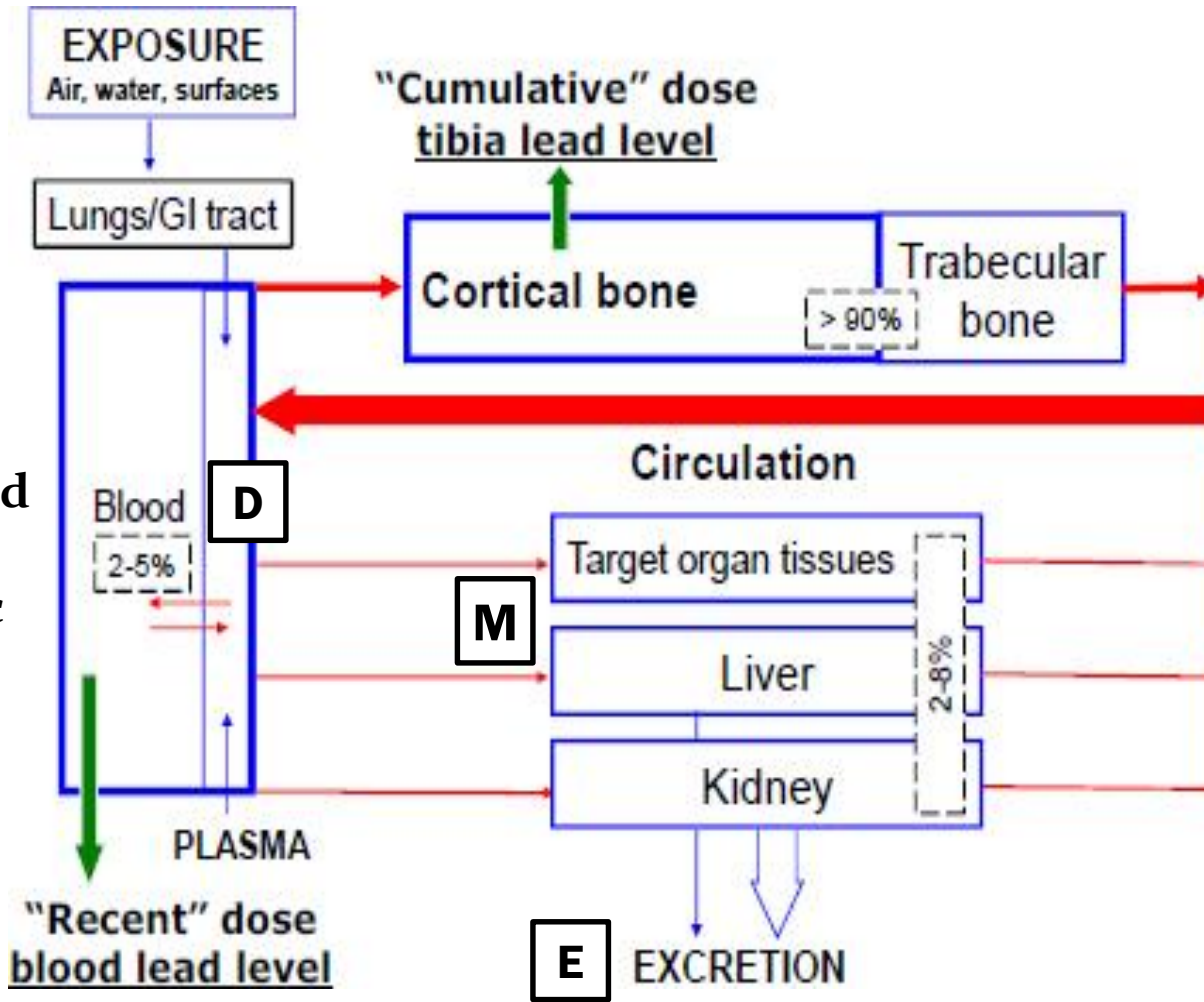 EXPOSURE
Air, water, surfaces
Lungs/GI tract
“Cumulative” dose
tibia lead level
Cortical bone
> 90%
Trabecular
bone
Circulation
d
Blood
2-5%
D
M
Target organ tissues
Liver
Kidney
2-8%
PLASMA
“Recent” dose
blood lead level
E
EXCRETION